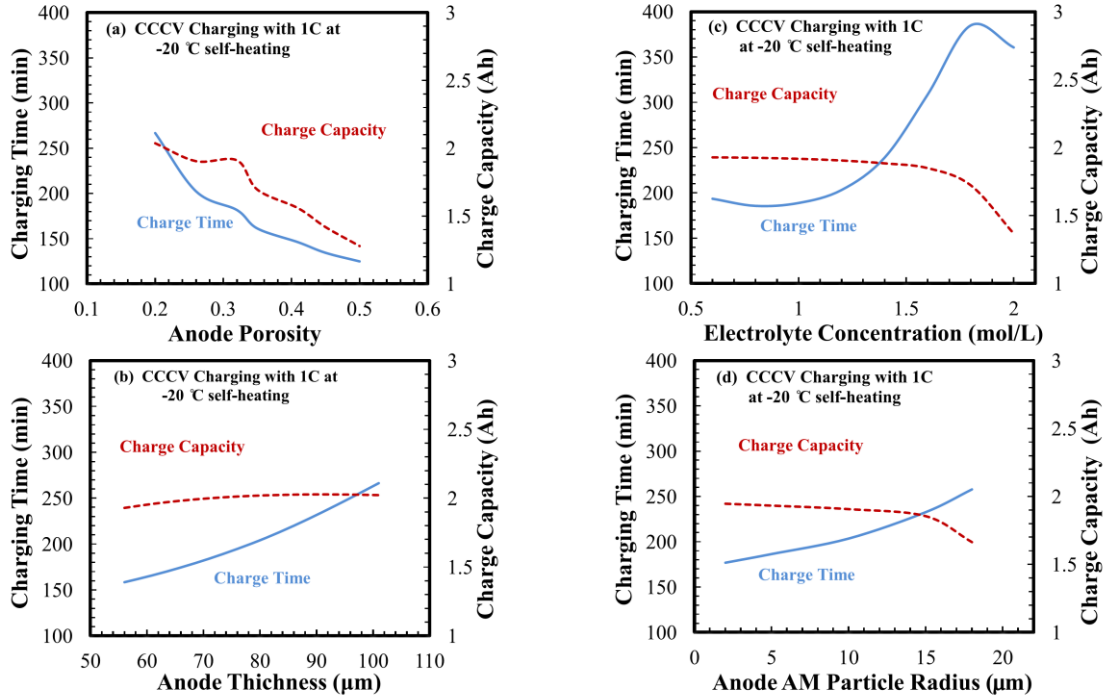 (a) CCCV Charging with 1C at
-20 ℃ self-heating
Charge Capacity
Charge Time
400
350
300
250
200
150
100
3
2.5
2
1.5
1
0.1
0.2
0.3
0.4
0.5
0.6
Charging Time (min)
Charge Capacity (Ah)
Anode Porosity
(c) CCCV Charging with 1C
at -20 ℃ self-heating
Charge Capacity
Charge Time
400
350
300
250
200
150
100
3
2.5
2
1.5
1
0.5
1
1.5
2
Charging Time (min)
Charge Capacity (Ah)
Electrolyte Concentration (mol/L)
(b) CCCV Charging with 1C at
-20 ℃ self-heating
Charge Capacity
Charge Time
400
350
300
250
200
150
100
3
2.5
2
1.5
1
50
60
70
80
90
100
110
Charging Time (min)
Charge Capacity (Ah)
Anode Thichness (μm)
(d) CCCV Charging with 1C
at -20 ℃ self-heating
Charge Capacity
Charge Time
400
350
300
250
200
150
100
3
2.5
2
1.5
1
0
5
10
15
20
Charging Time (min)
Charge Capacity (Ah)
Anode AM Particle Radius (μm)